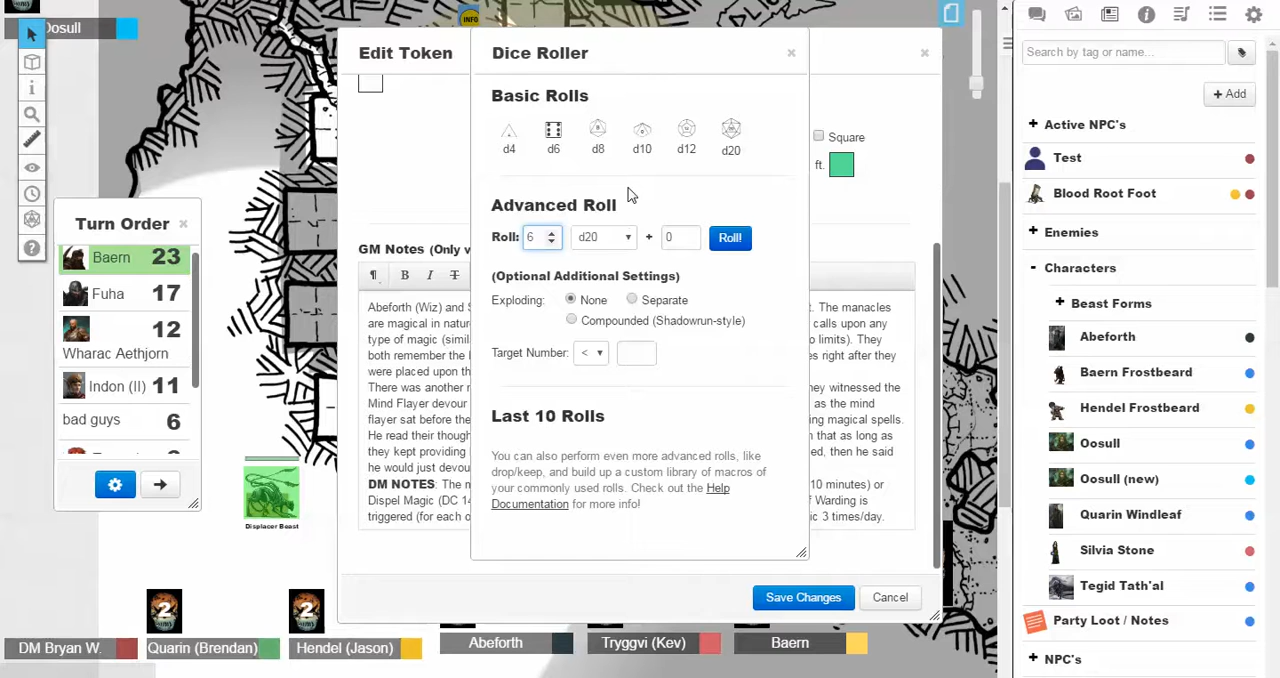 Oosull
INFO
Turn Order ×
Baern 23
Fuha 17
12
Wharac Aethjorn
Indon (II) 11
bad guys 6
Displacer Beast
Edit Token ×
Square
ft.
GM Notes (Only v
¶ B I T
Abeforth (Wiz) and S
are magical in nature
type of magic (simil
both remember the
were placed upon th
There was another
Mind Flayer devour
flayer sat before the
He read their though
they kept providing
he would just devou
DM NOTES: The m
Dispel Magic (DC 14
triggered (for each o
t. The manacles
calls upon any
o limits). They
es right after they
hey witnessed the
as the mind
ing magical spells.
n that as long as
ed, then he said
10 minutes) or
of Warding is
ic 3 times/day.
Save Changes Cancel
Dice Roller ×
Basic Rolls
d4 d6 d8 d10 d12 d20
Advanced Roll
Roll: 6 d20 + 0 Roll!
(Optional Additional Settings)
Exploding: None Separate
Compounded (Shadowrun-style)
Target Number: <
Last 10 Rolls
You can also perform even more advanced rolls, like
drop/keep, and build up a custom library of macros of
your commonly used rolls. Check out the Help
Documentation for more info!
2 2
DM Bryan W. Quarin (Brendan) Hendel (Jason) Abeforth Tryggvi (Kev) Baern
Search by tag or name...
+ Add
+ Active NPC's
Test
Blood Root Foot
+ Enemies
- Characters
+ Beast Forms
Abeforth
Baern Frostbeard
Hendel Frostbeard
Oosull
Oosull (new)
Quarin Windleaf
Silvia Stone
Tegid Tath'al
Party Loot / Notes
+ NPC's